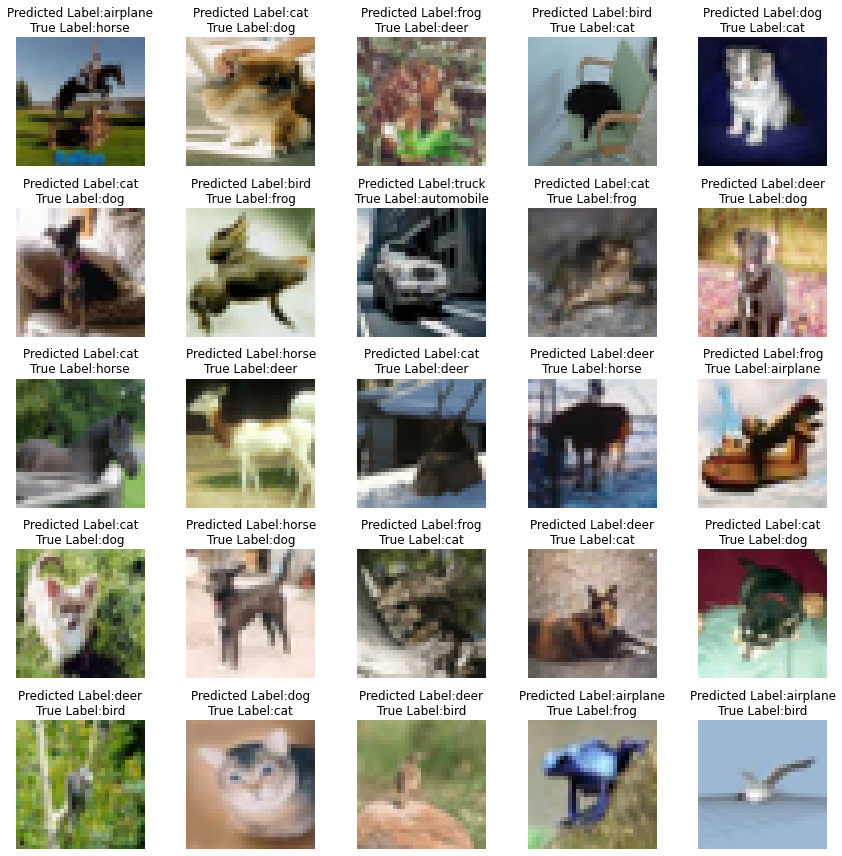 Predicted Label:airplane
True Label:horse
Predicted Label:cat
True Label:dog
Predicted Label:frog
True Label:deer
Predicted Label:bird
True Label:cat
Predicted Label:dog
True Label:cat
Predicted Label:cat
True Label:dog
Predicted Label:bird
True Label:frog
Predicted Label:truck
True Label:automobile
Predicted Label:cat
True Label:frog
Predicted Label:deer
True Label:dog
Predicted Label:cat
True Label:horse
Predicted Label:horse
True Label:deer
Predicted Label:cat
True Label:deer
Predicted Label:deer
True Label:horse
Predicted Label:frog
True Label:airplane
Predicted Label:cat
True Label:dog
Predicted Label:horse
True Label:dog
Predicted Label:frog
True Label:cat
Predicted Label:deer
True Label:cat
Predicted Label:cat
True Label:dog
Predicted Label:deer
True Label:bird
Predicted Label:dog
True Label:cat
Predicted Label:deer
True Label:bird
Predicted Label:airplane
True Label:frog
Predicted Label:airplane
True Label:bird